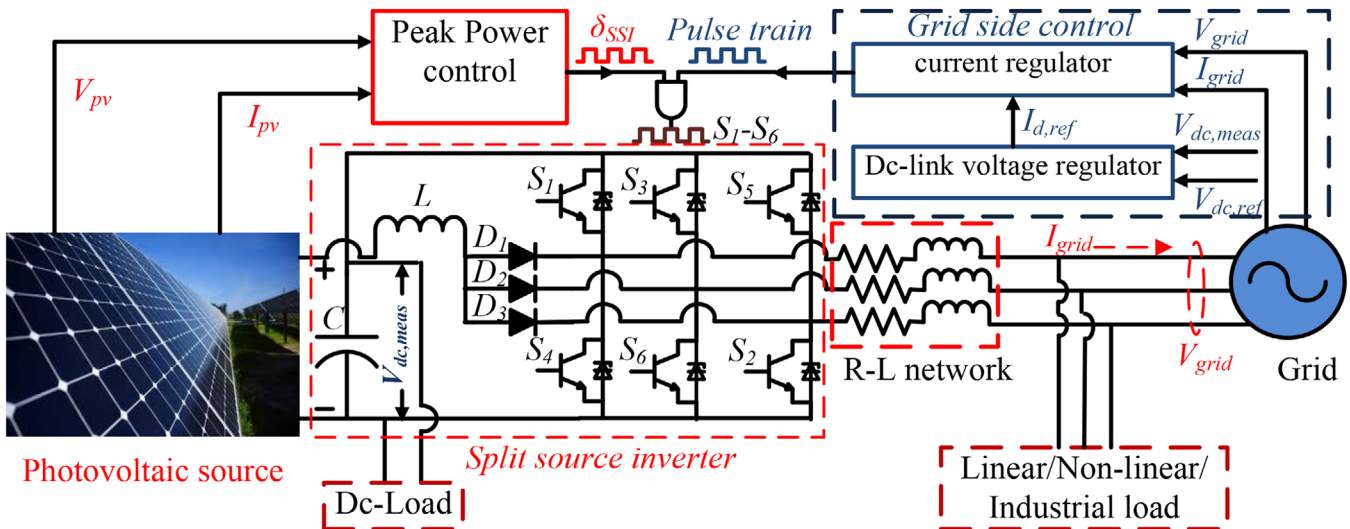 Peak Power
control
δSSI
Pulse train
Grid side control
current regulator
Vgrid
Igrid
Vpv
Ipv
S1-S6
Id,ref
Vdc,meas
Dc-link voltage regulator
Vdc,ref
L
S1
S3
S5
D1
D2
D3
Igrid
+
C
Vdc,meas
S4
S6
S2
R-L network
Vgrid
Grid
−
Photovoltaic source
Split source inverter
Dc-Load
Linear/Non-linear/
Industrial load